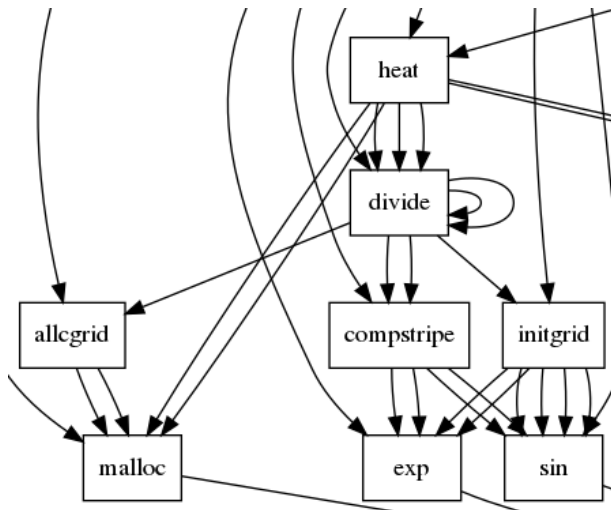 heat
divide
allcgrid
compstripe
initgrid
malloc
exp
sin